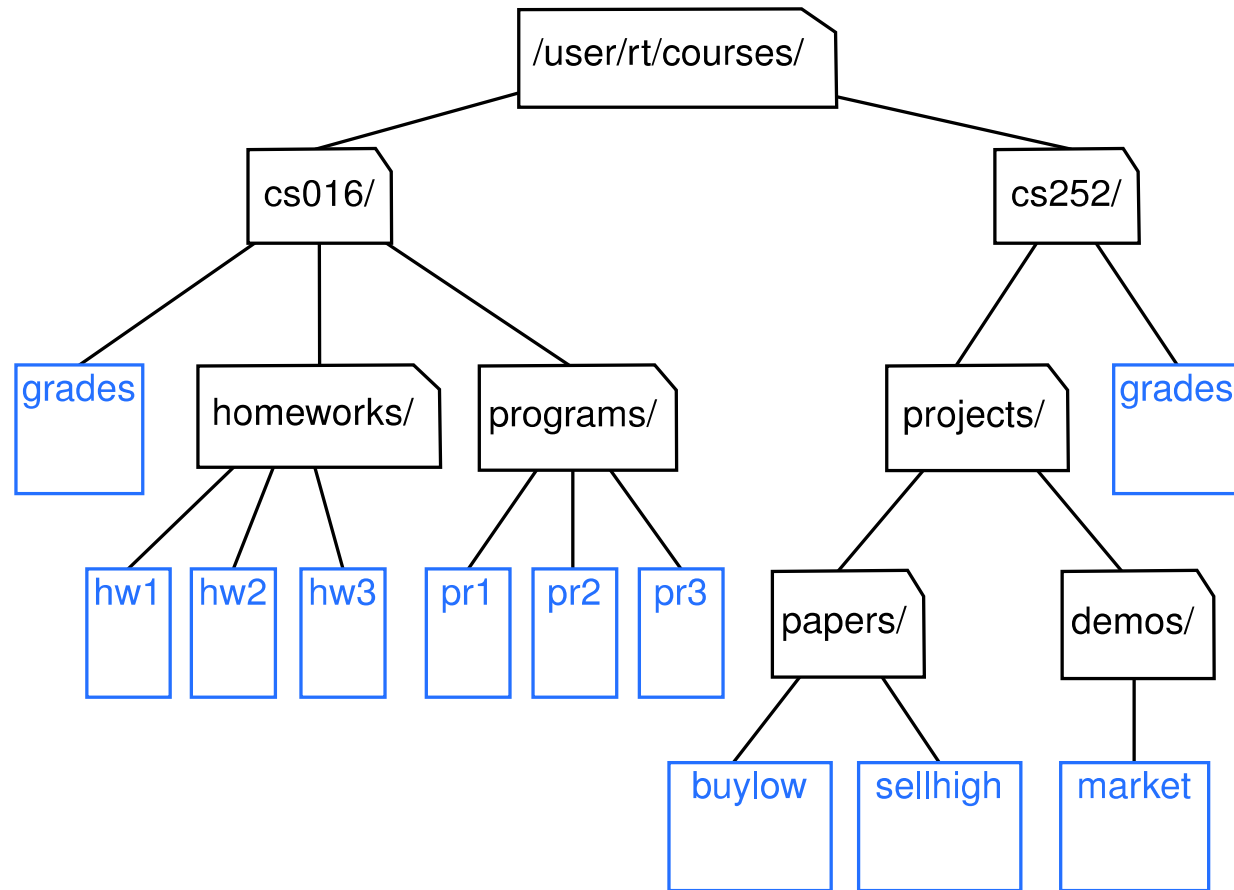 /user/rt/courses/
cs016/
cs252/
grades
homeworks/
programs/
projects/
grades
hw1
hw2
hw3
pr1
pr2
pr3
papers/
demos/
buylow
sellhigh
market